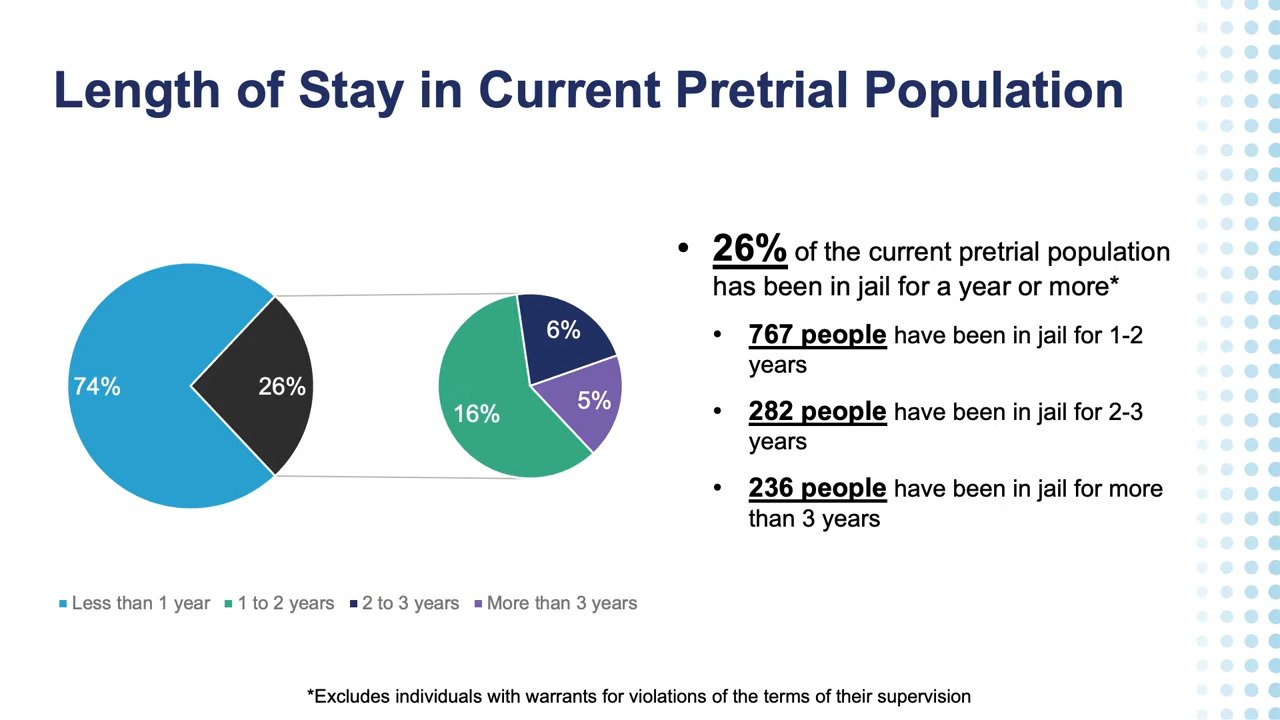 Length of Stay in Current Pretrial Population
74%
26%
6%
5%
16%
• 26% of the current pretrial population
has been in jail for a year or more*
• 767 people have been in jail for 1-2
years
• 282 people have been in jail for 2-3
years
• 236 people have been in jail for more
than 3 years
Less than 1 year 1 to 2 years 2 to 3 years More than 3 years
*Excludes individuals with warrants for violations of the terms of their supervision